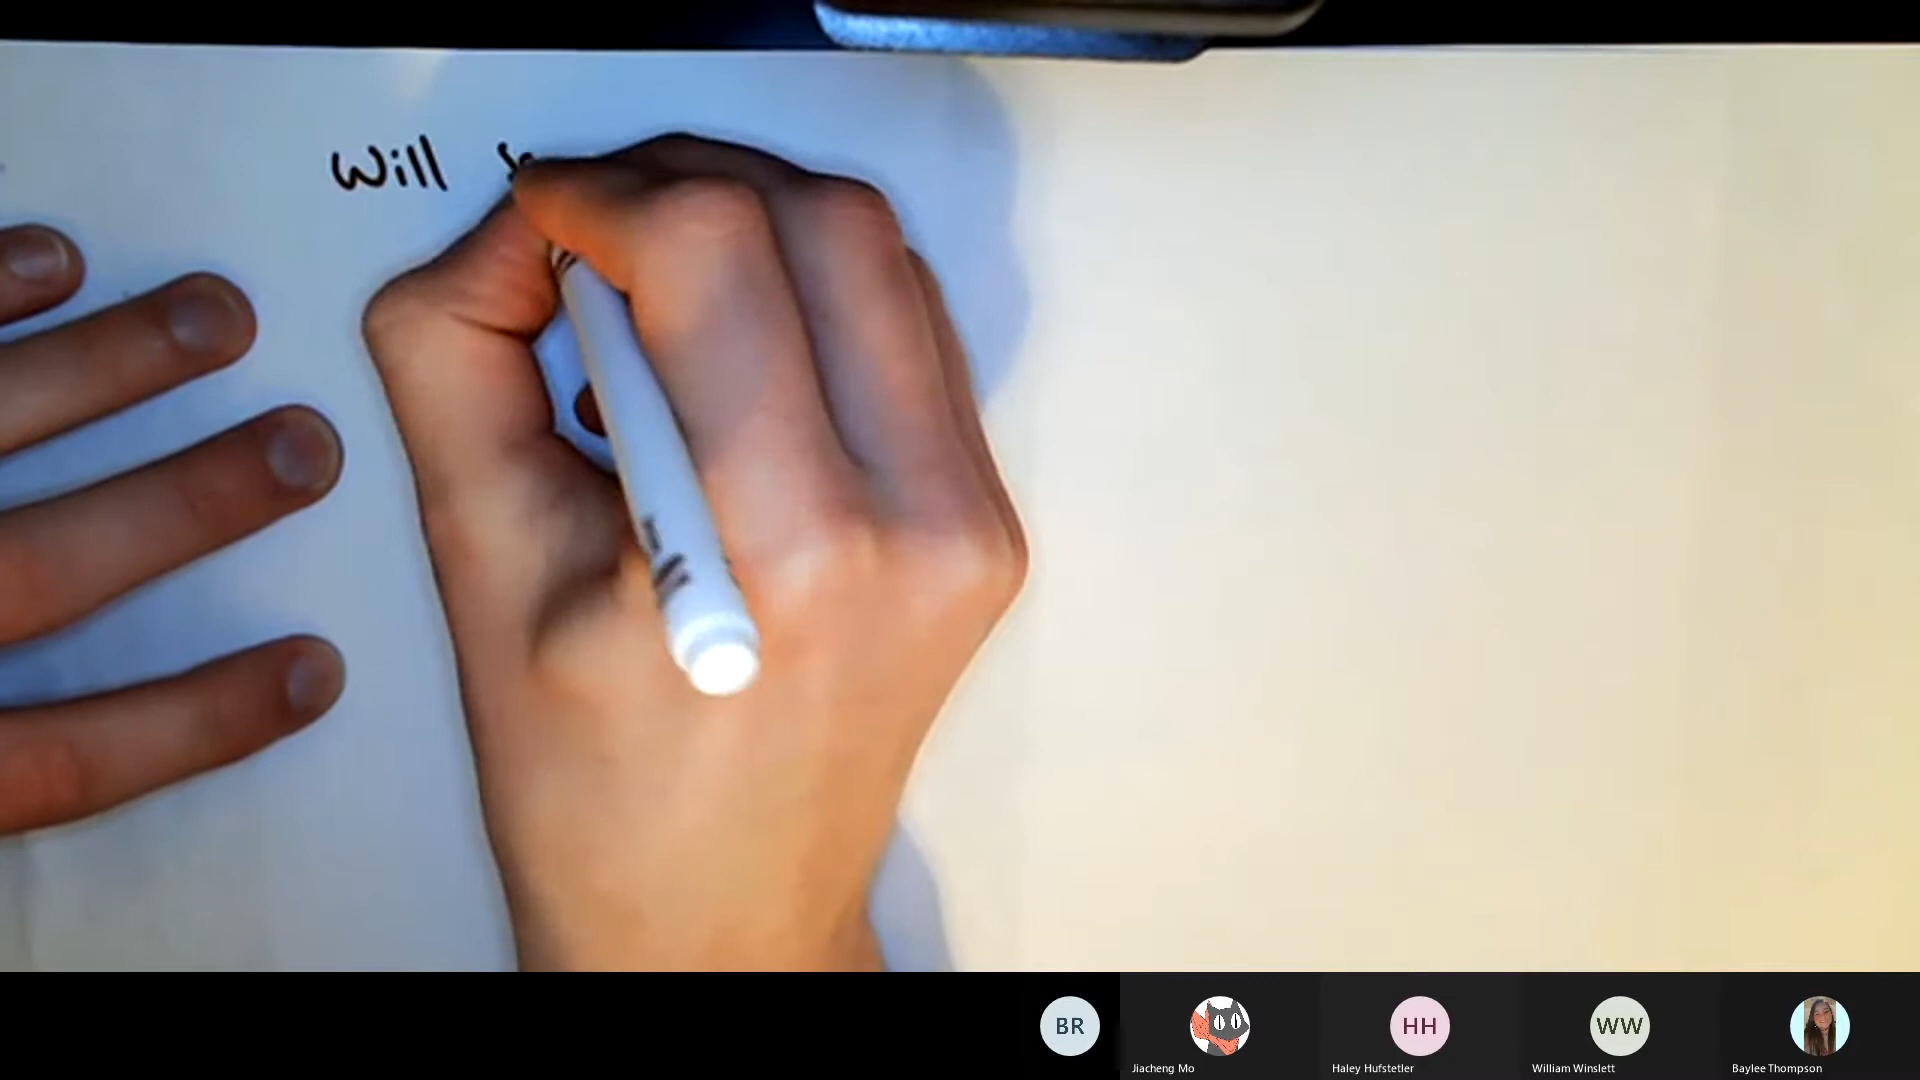 Will
BR
HH
WW
Jiacheng Mo
Haley Hufstetler
William Winslett
Baylee Thompson